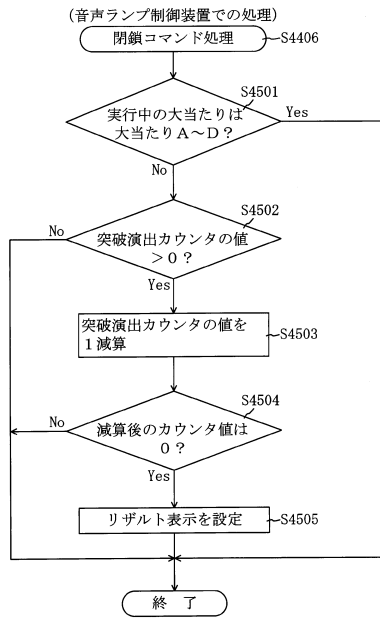 (音声ランプ制御装置での処理)
閉鎖コマンド処理
S4406
S4501
実行中の大当たりは
大当たりA~D?
Yes
No
S4502
No
突破演出カウンタの値
>0?
Yes
突破演出カウンタの値を
1減算
S4503
S4504
No
減算後のカウンタ値は
0?
Yes
リザルト表示を設定
S4505
終 了